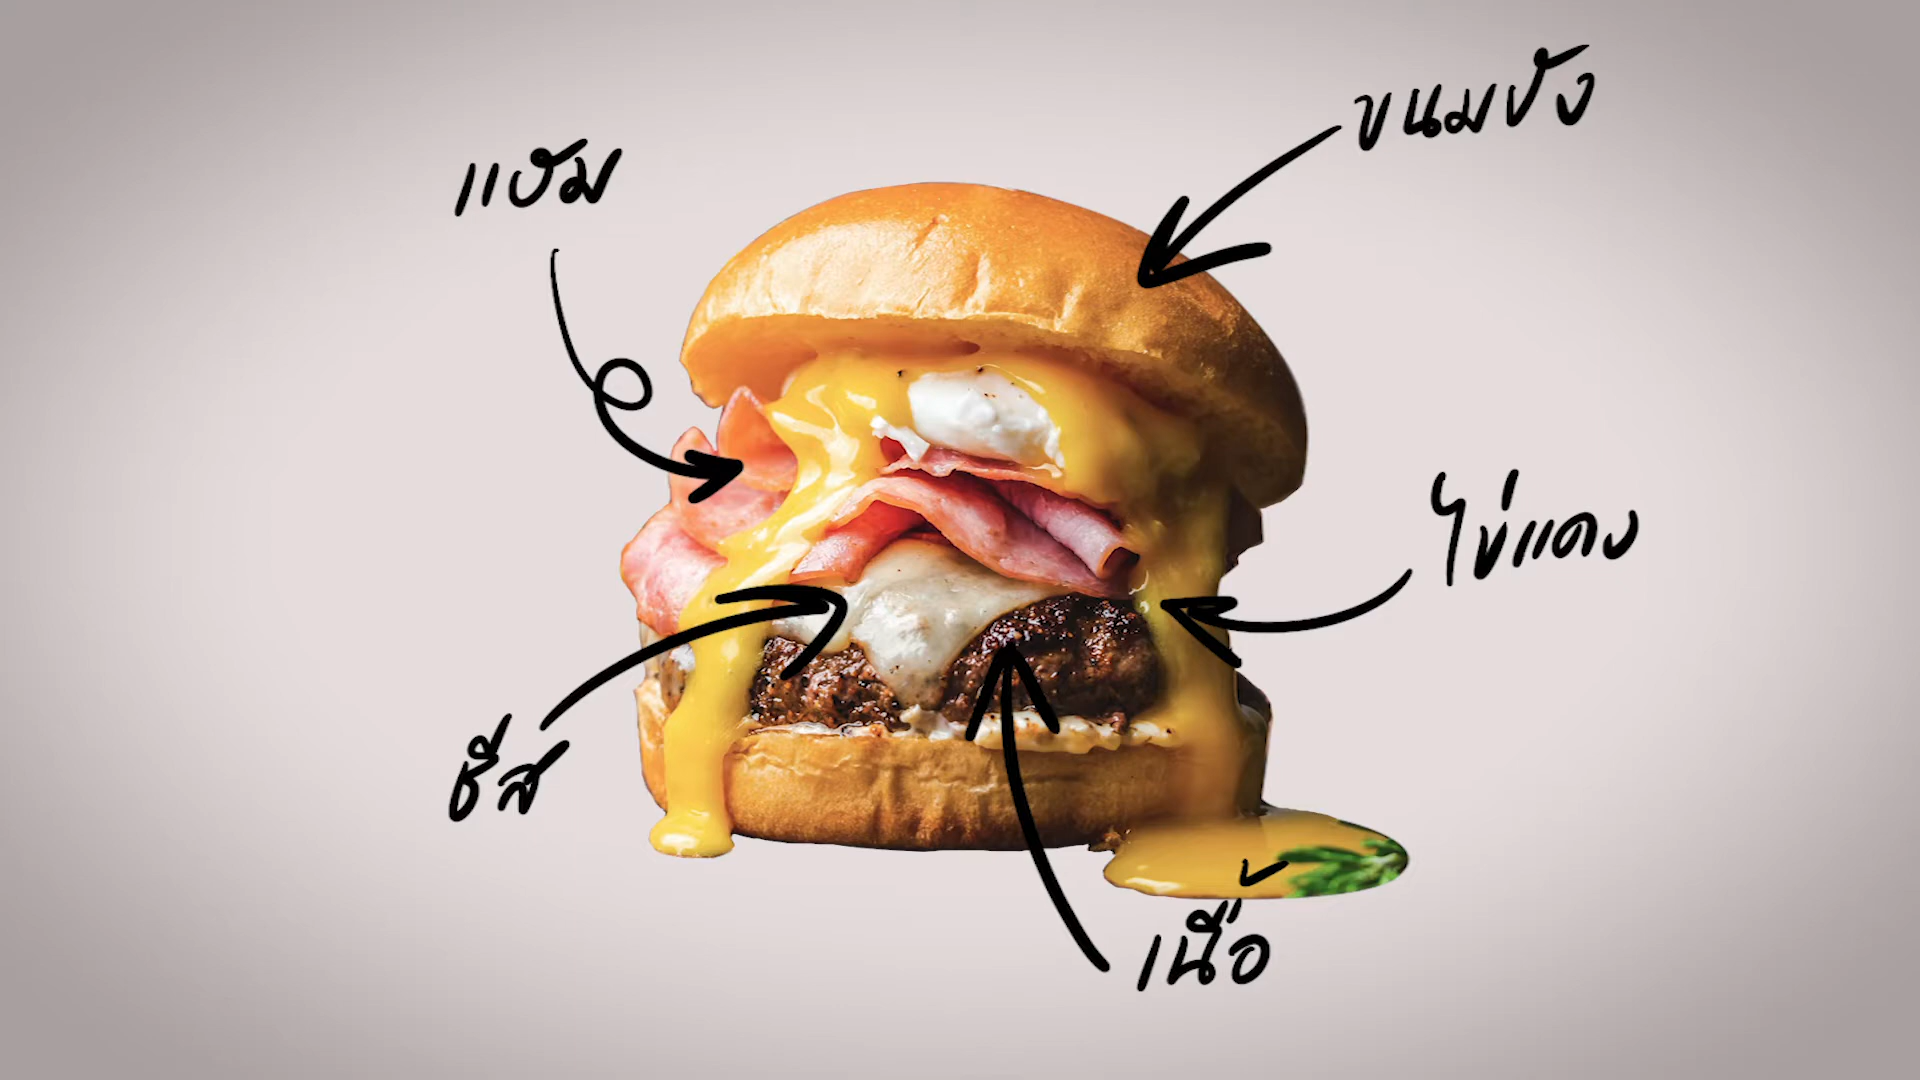 ขนมปัง
แฮม
ไข่แดง
ชีส
เนื้อ